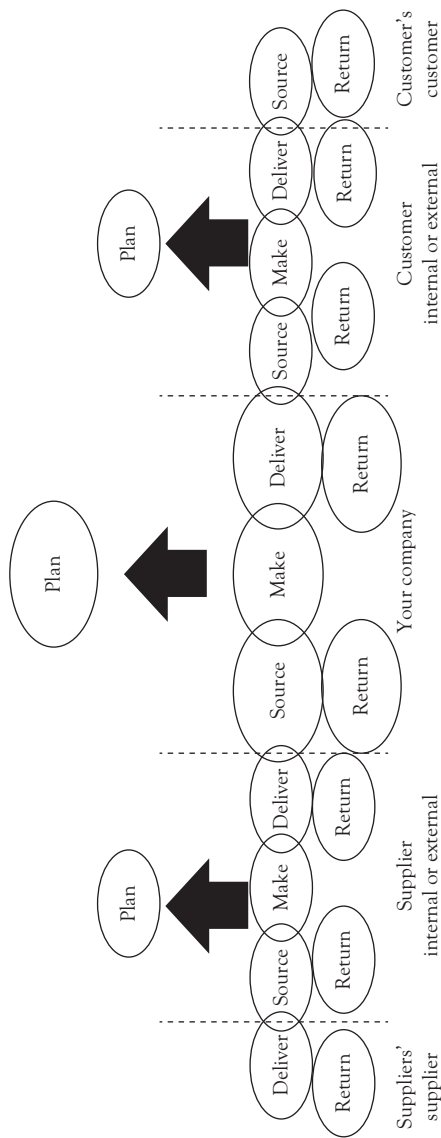 Plan
Plan
Plan
Deliver
Source
Make
Deliver
Source
Make
Deliver
Source
Make
Deliver
Source
Return
Return
Return
Return
Return
Return
Return
Return
Suppliers'
supplier
Supplier
internal or external
Your company
Customer
internal or external
Customer's
customer